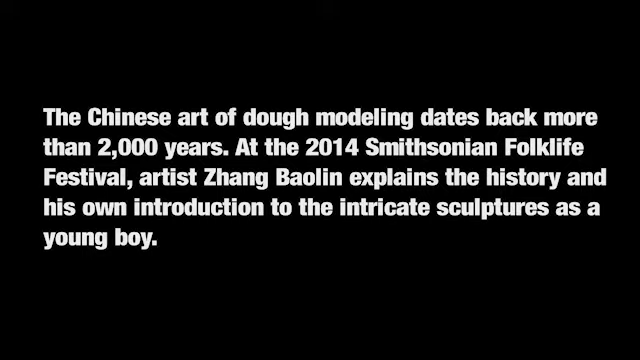 The Chinese art of dough modeling dates back more
than 2,000 years. At the 2014 Smithsonian Folklife
Festival, artist Zhang Baolin explains the history and
his own introduction to the intricate sculptures as a
young boy.